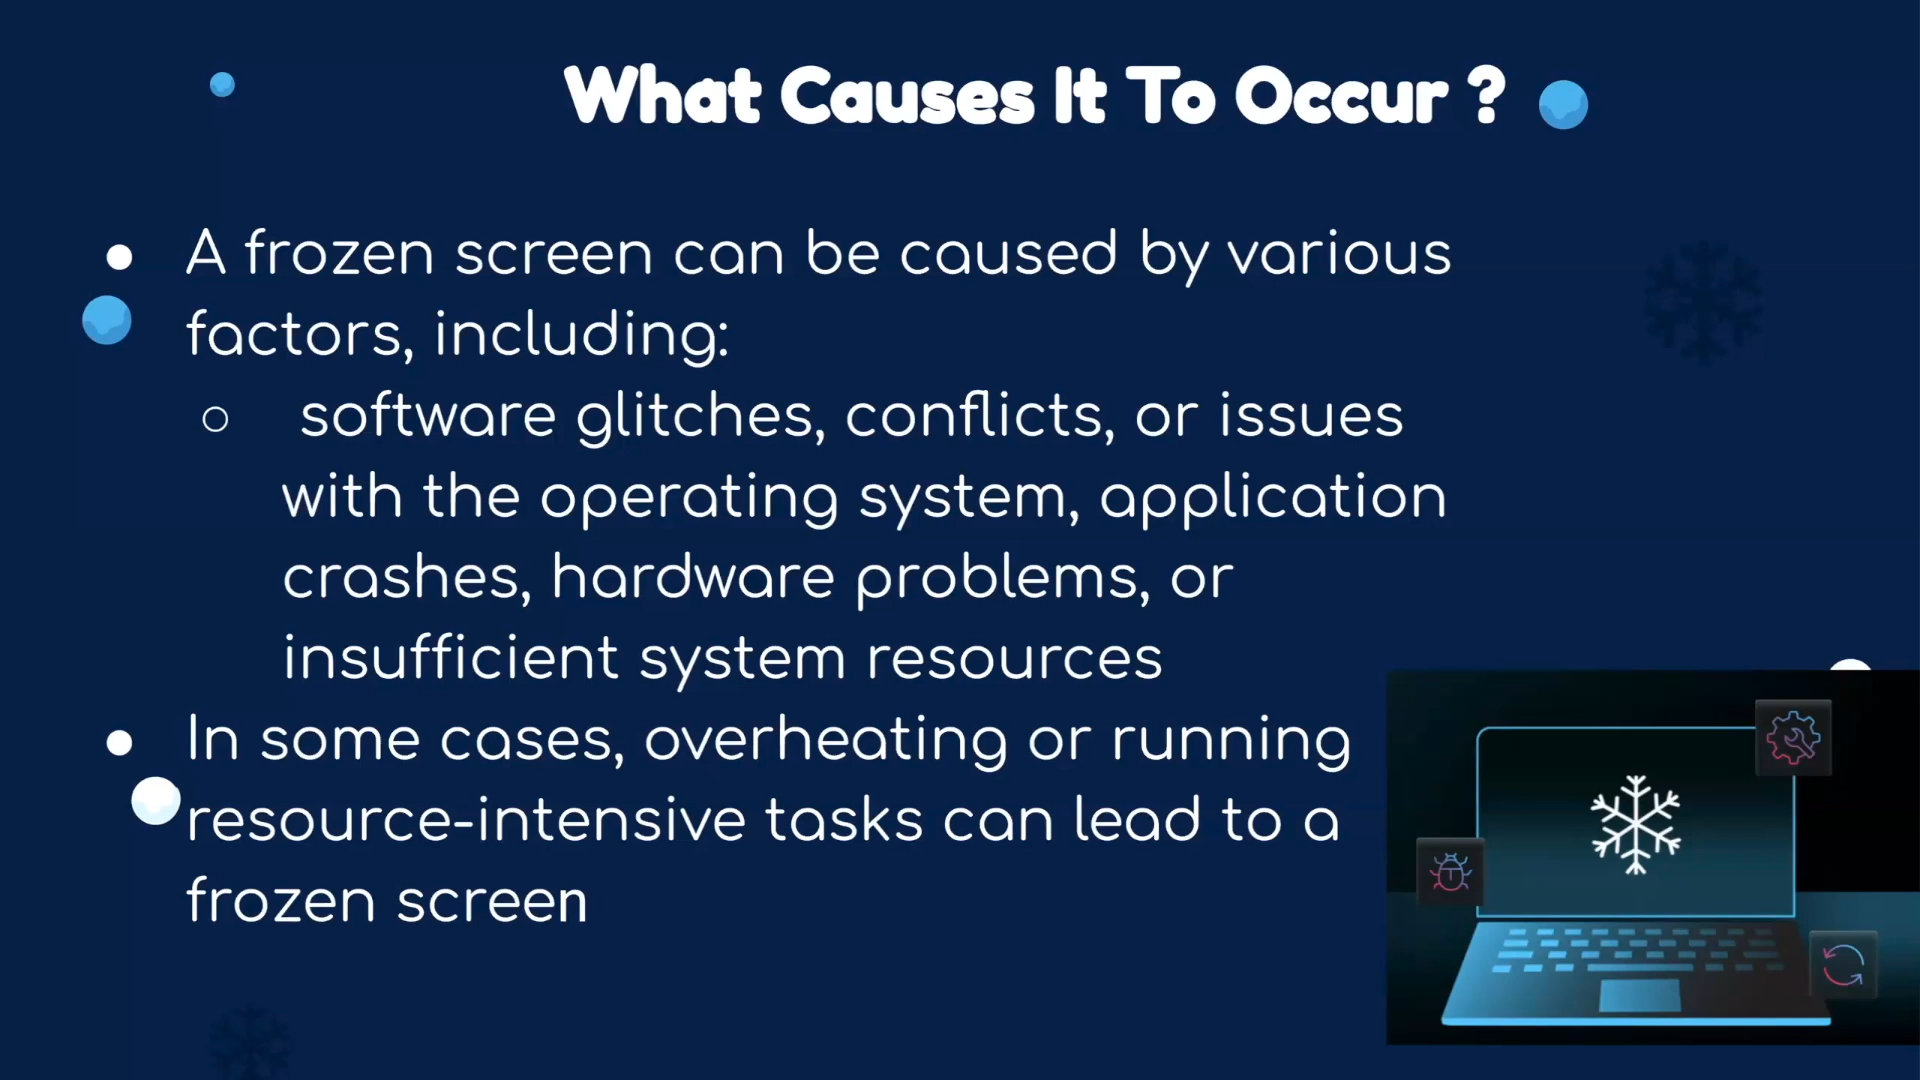 What Causes It To Occur ?
● A frozen screen can be caused by various
factors, including:
○ software glitches, conflicts, or issues
with the operating system, application
crashes, hardware problems, or
insufficient system resources
● In some cases, overheating or running
resource-intensive tasks can lead to a
frozen screen